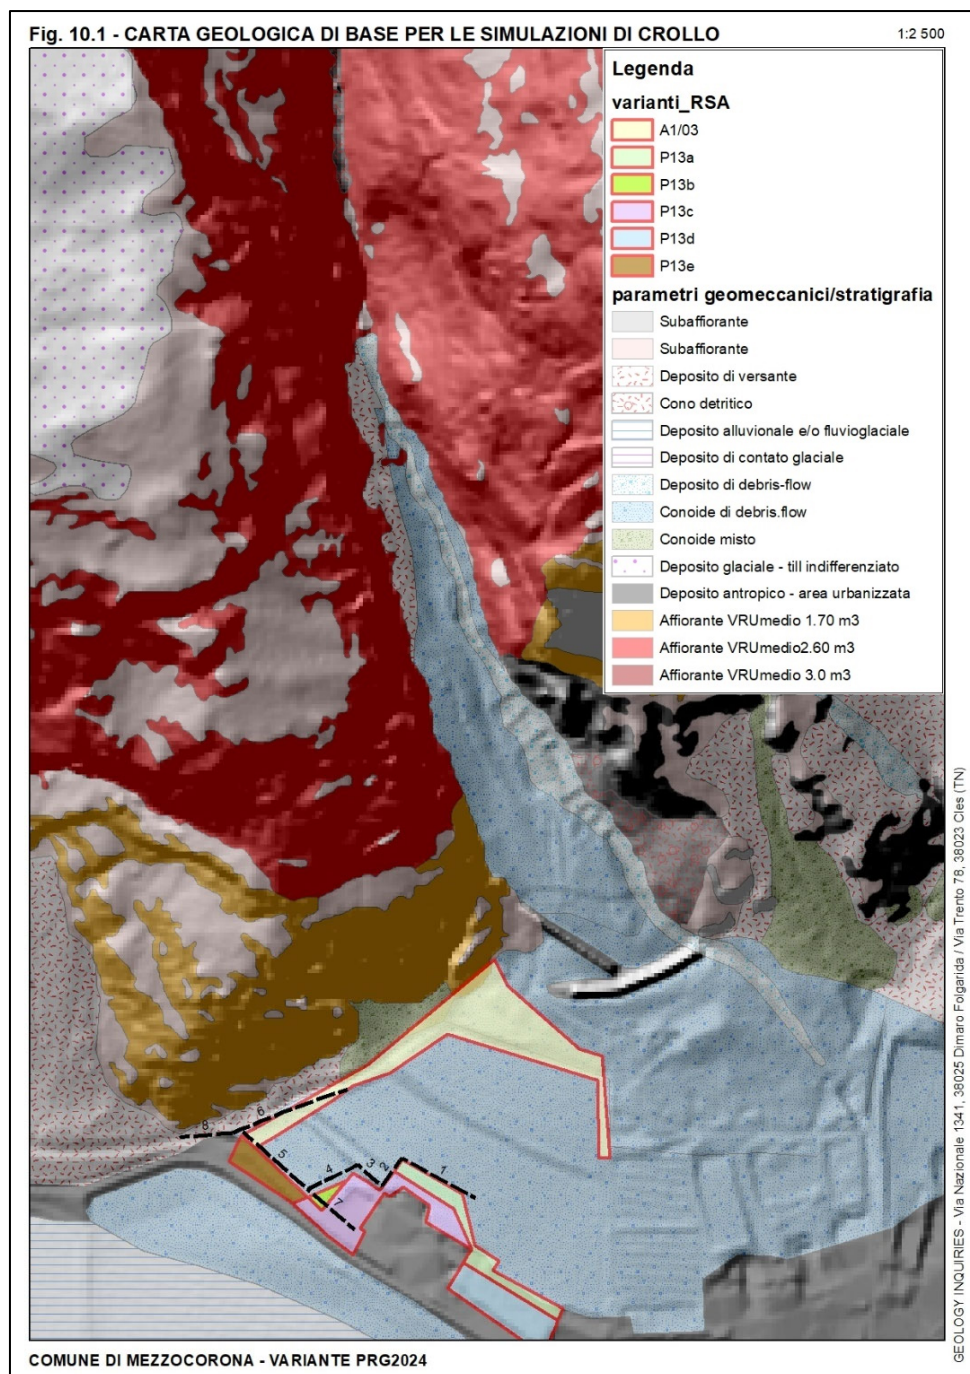 Fig. 10.1 - CARTA GEOLOGICA DI BASE PER LE SIMULAZIONI DI CROLLO
1:2 500
Legenda
varianti_RSA
A1/03
P13a
P13b
P13c
P13d
P13e
parametri geomeccanici/stratigrafia
Subaffiorante
Subaffiorante
Deposito di versante
Cono detritico
Deposito alluvionale e/o fluvioglaciale
Deposito di contato glaciale
Deposito di debris-flow
Conoide di debris.flow
Conoide misto
Deposito glaciale - till indifferenziato
Deposito antropico - area urbanizzata
Affiorante VRUmedio 1.70 m3
Affiorante VRUmedio2.60 m3
Affiorante VRUmedio 3.0 m3
8
6
5
4
3
2
1
7
COMUNE DI MEZZOCORONA - VARIANTE PRG2024
GEOLOGY INQUIRIES - Via Nazionale 1341, 38025 Dimaro Folgarida / Via Trento 78, 38023 Cles (TN)